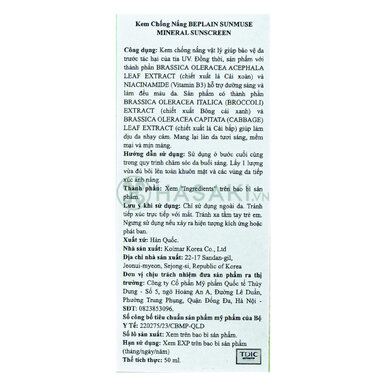 Kem Chống Nắng BEPLAIN SUNMUSE
MINERAL SUNSCREEN
Công dụng: Kem chống nắng vật lý giúp bảo vệ da
trước tác hại của tia UV. Đồng thời, sản phẩm với
thành phần BRASSICA OLERACEA ACEPHALA
LEAF EXTRACT (chiết xuất lá Cải xoăn) và
NIACINAMIDE (Vitamin B3) hỗ trợ dưỡng sáng và
làm đều màu da. Sản phẩm có thành phần
BRASSICA OLERACEA ITALICA (BROCCOLI)
EXTRACT (chiết xuất Bông cải xanh) và
BRASSICA OLERACEA CAPITATA (CABBAGE)
LEAF EXTRACT (chiết xuất lá Cải bắp) giúp làm
dịu da nhạy cảm. Mang lại làn da tươi sáng, mềm
mại và mịn màng.
Hướng dẫn sử dụng: Sử dụng ở bước cuối cùng
trong quy trình chăm sóc da buổi sáng. Lấy 1 lượng
vừa đủ bôi lên toàn khuôn mặt và các vùng da tiếp
xúc ánh nắng.
Thành phần: Xem "Ingredients" trên bao bì sản
phẩm.
HASAKI.vn
Lưu ý khi sử dụng: Chỉ sử dụng ngoài da. Tránh
tiếp xúc trực tiếp với mắt. Tránh xa tầm tay trẻ em.
Ngưng sử dụng nếu xảy ra hiện tượng kích ứng hoặc
phát ban.
Xuất xứ: Hàn Quốc.
Nhà sản xuất: Kolmar Korea Co., Ltd
Địa chỉ nhà sản xuất: 22-17 Sandan-gil,
Jeonui-myeon, Sejong-si, Republic of Korea
Đơn vị chịu trách nhiệm đưa sản phẩm ra thị
trường: Công ty Cổ phần Mỹ phẩm Quốc tế Thùy
Dung - Số 5, ngõ Hoàng An A, Đường Lê Duẩn,
Phường Trung Phụng, Quận Đống Đa, Hà Nội -
SĐT: 0823853096.
Số công bố tiêu chuẩn sản phẩm mỹ phẩm của Bộ
Y Tế: 220275/23/CBMP-QLD
Số lô sản xuất: Xem trên bao bì sản phẩm.
Hạn sử dụng: Xem EXP trên bao bì sản phẩm
(tháng/ngày/năm)
Thể tích thực: 50 ml.
TDIC